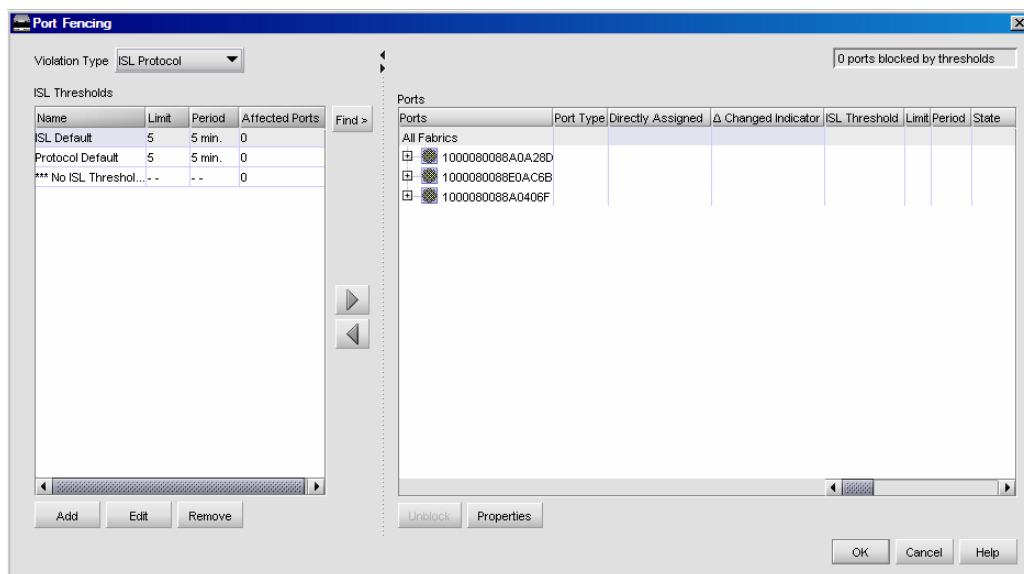 Port Fencing
Violation Type ISL Protocol
0 ports blocked by thresholds
ISL Thresholds
Name Limit Period Affected Ports
ISL Default 5 5 min. 0
Protocol Default 5 5 min. 0
*** No ISL Threshol... - - - - 0
Find >
Ports
Ports Port Type Directly Assigned Δ Changed Indicator ISL Threshold Limit Period State
All Fabrics
1000080088A0A28D
1000080088E0AC6B
1000080088A0406F
Add Edit Remove
Unblock Properties
OK Cancel Help